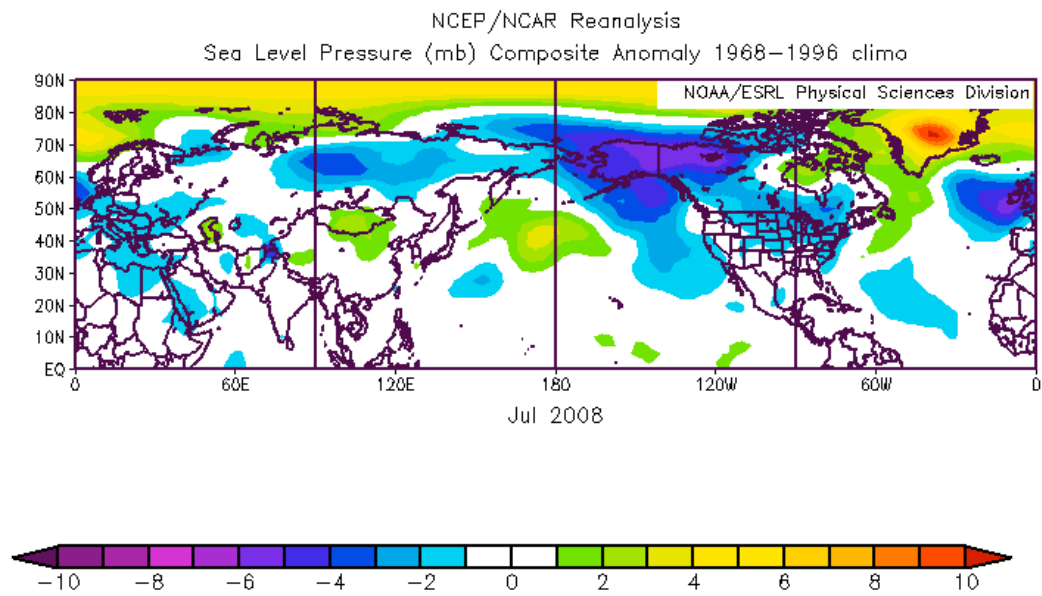 NCEP/NCAR Reanalysis
Sea Level Pressure (mb) Composite Anomaly 1968−1996 clima
NOAA/ESRL Physical Sciences Division
90N
80N
70N
60N
50N
40N
30N
20N
10N
EQ
0 60E 120E 180 120W 60W 0
Jul 2008
−10 −8 −6 −4 −2 0 2 4 6 8 10